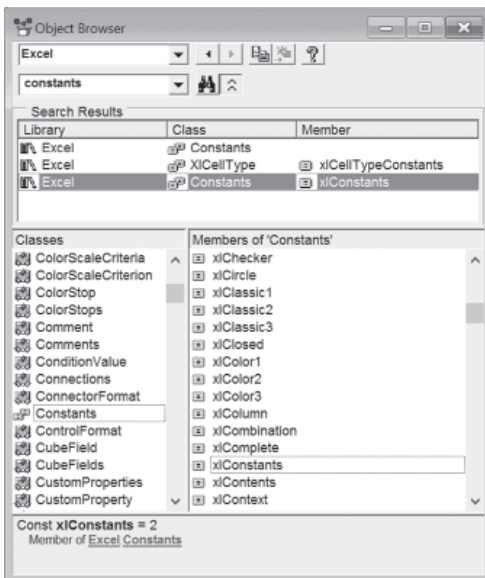 Object Browser
Excel
constants
Search Results
Library Class Member
Excel Constants
Excel XlCellType xlCellTypeConstants
Excel Constants xlConstants
Classes
ColorScaleCriteria
ColorScaleCriterion
ColorStop
ColorStops
Comment
Comments
ConditionValue
Connections
ConnectorFormat
Constants
ControlFormat
CubeField
CubeFields
CustomProperties
CustomProperty
Members of 'Constants'
xlChecker
xlCircle
xlClassic1
xlClassic2
xlClassic3
xlClosed
xlColor1
xlColor2
xlColor3
xlColumn
xlCombination
xlComplete
xlConstants
xlContents
xlContext
Const xlConstants = 2
Member of Excel Constants